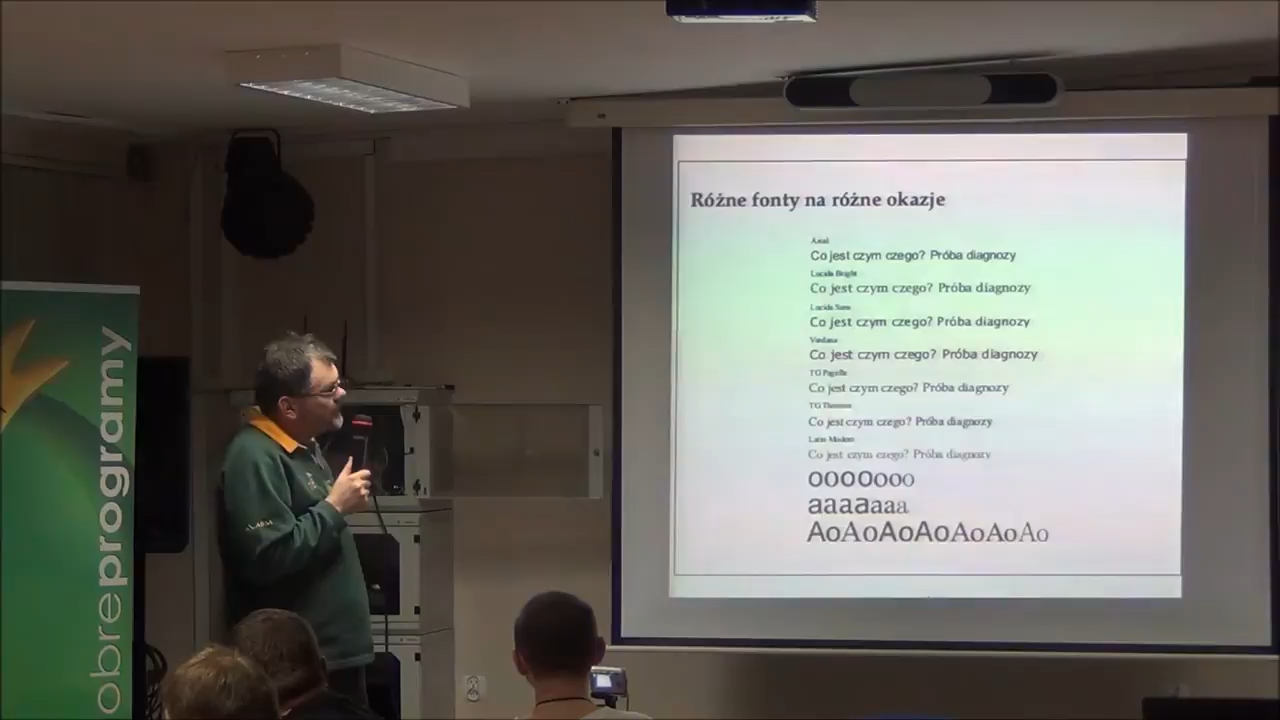 Różne fonty na różne okazje
Arial
Co jest czym czego? Próba diagnozy
Lucida Bright
Co jest czym czego? Próba diagnozy
Lucida Sans
Co jest czym czego? Próba diagnozy
Verdana
Co jest czym czego? Próba diagnozy
TG Pagella
Co jest czym czego? Próba diagnozy
TG Termes
Co jest czym czego? Próba diagnozy
Latin Modern
Co jest czym czego? Próba diagnozy
ooooooo
aaaaaaa
AoAoAoAoAoAoAo
obreprogramy